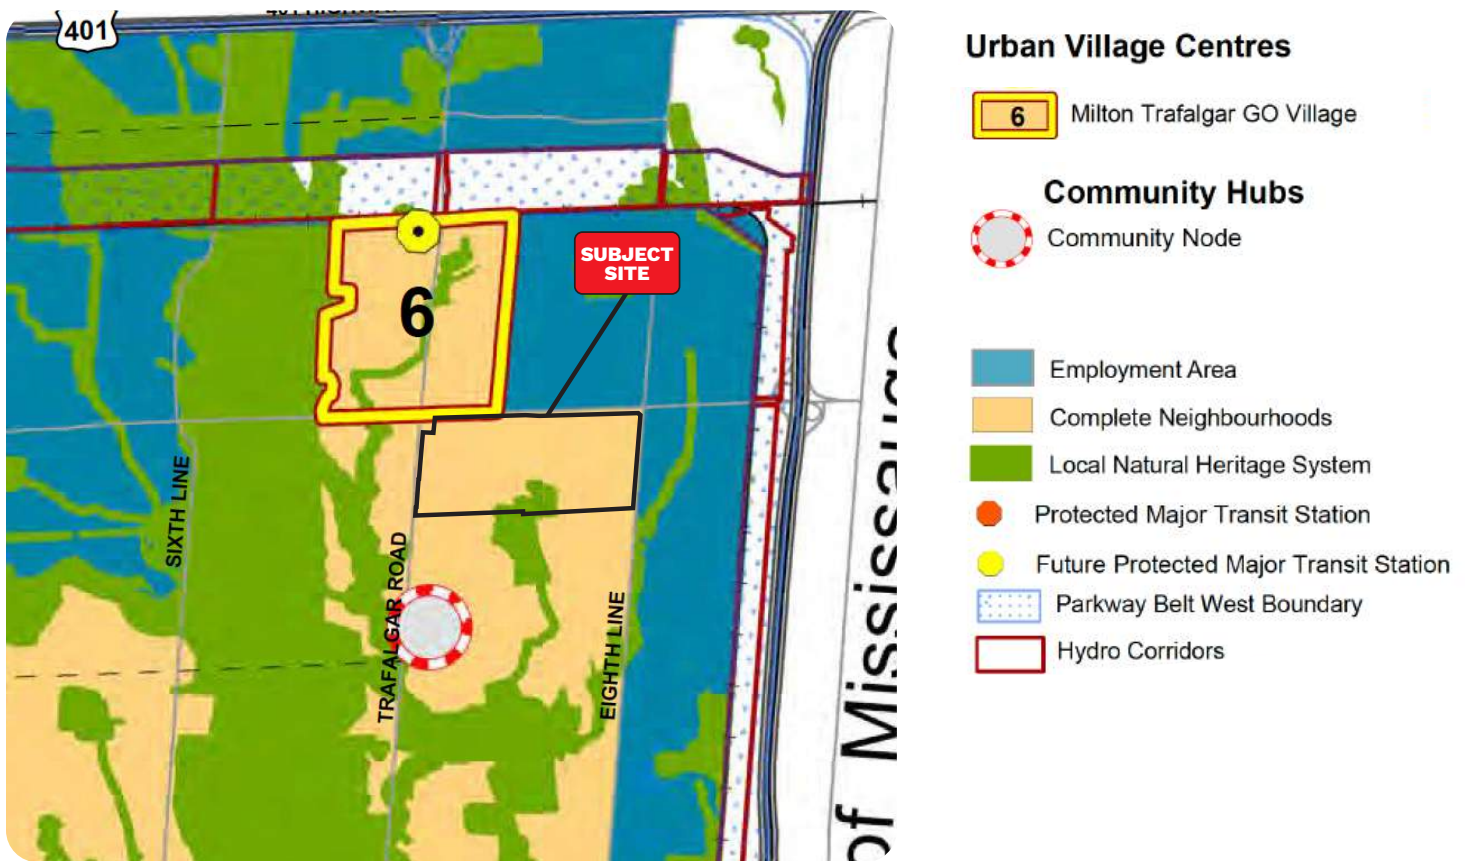 401
SUBJECT
SITE
6
SIXTH LINE
TRAFALGAR ROAD
EIGHTH LINE
of Mississauga
Urban Village Centres
6 Milton Trafalgar GO Village
Community Hubs
Community Node
Employment Area
Complete Neighbourhoods
Local Natural Heritage System
Protected Major Transit Station
Future Protected Major Transit Station
Parkway Belt West Boundary
Hydro Corridors